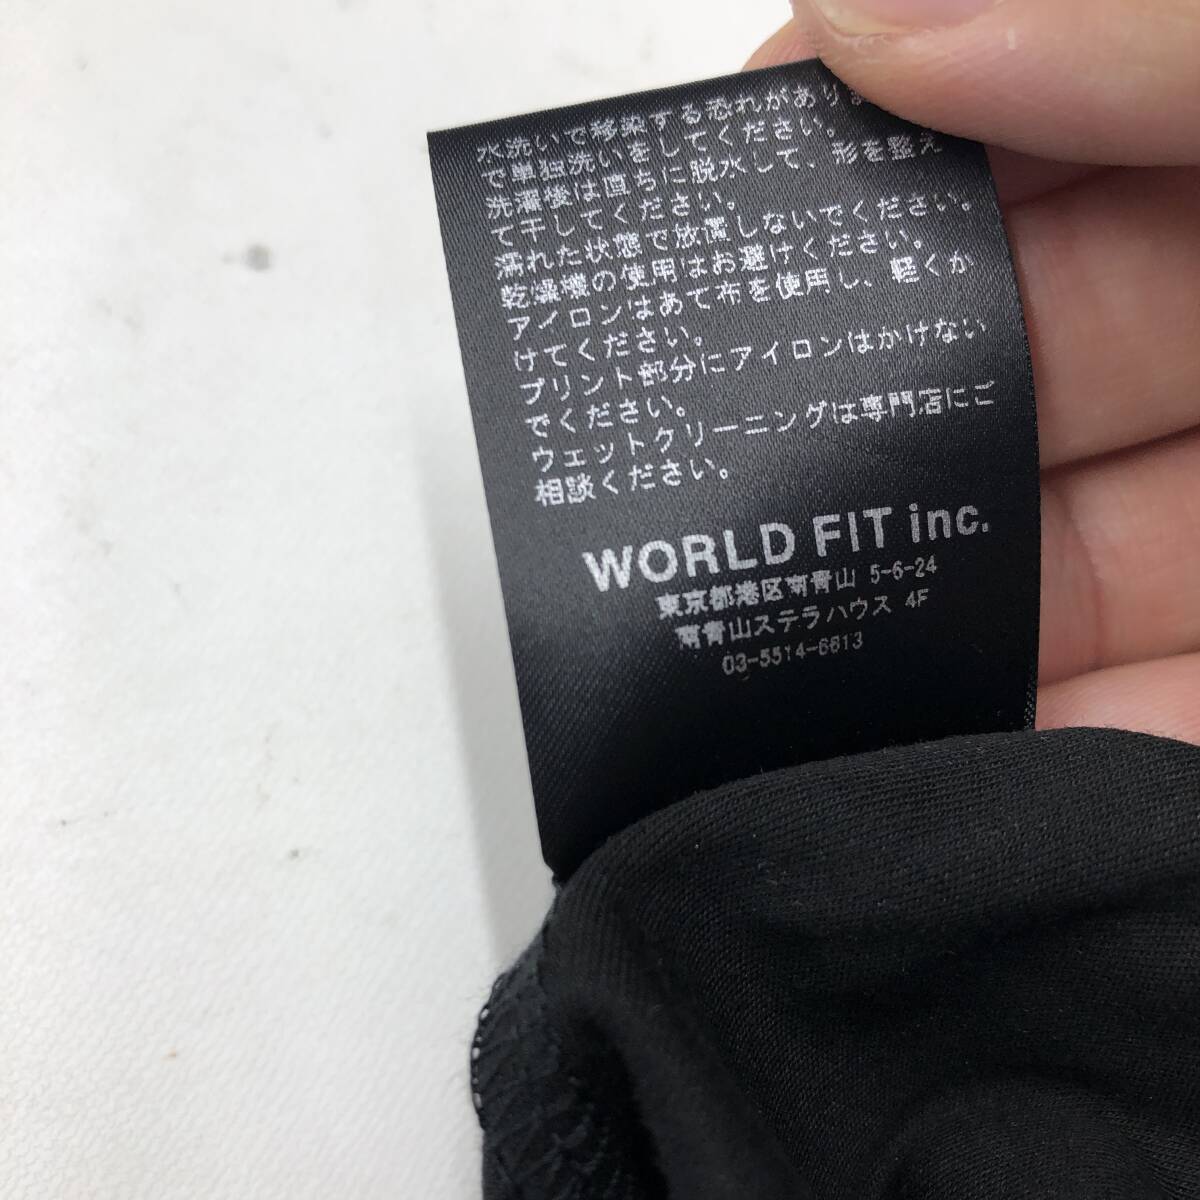 水洗いで移染する恐れがありま
で単独洗いをしてください。
洗濯後は直ちに脱水して、形を整え
て干してください。
濡れた状態で放置しないでください。
乾燥機の使用はお避けください。
アイロンはあて布を使用し、軽くか
けてください。
プリント部分にアイロンはかけない
でください。
ウェットクリーニングは専門店にご
相談ください。
WORLD FIT inc.
東京都港区南青山 5-6-24
南青山ステラハウス 4F
03-5514-6613